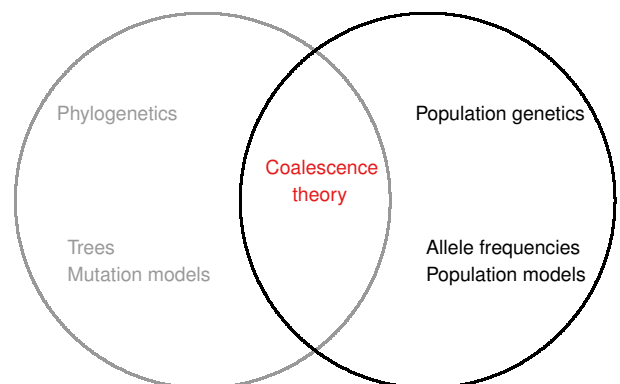 Phylogenetics
Population genetics
Coalescence
theory
Trees
Mutation models
Allele frequencies
Population models